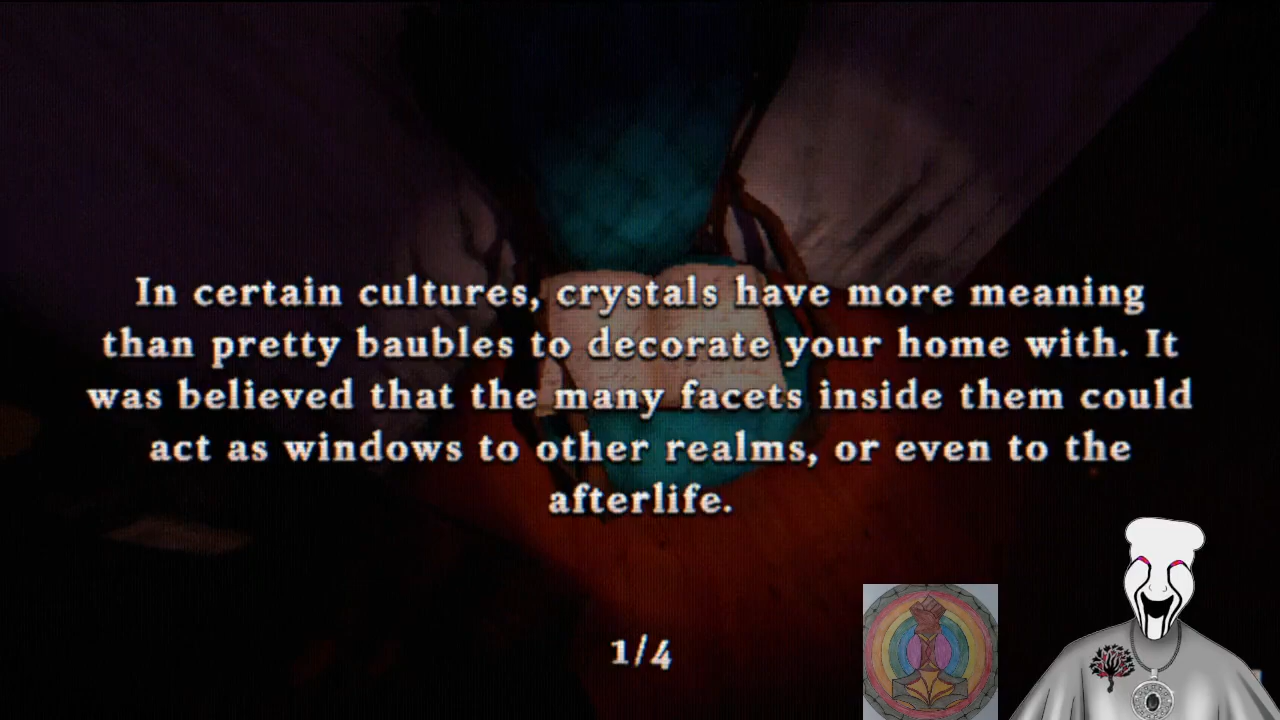 In certain cultures, crystals have more meaning
than pretty baubles to decorate your home with. It
was believed that the many facets inside them could
act as windows to other realms, or even to the
afterlife.
1/4